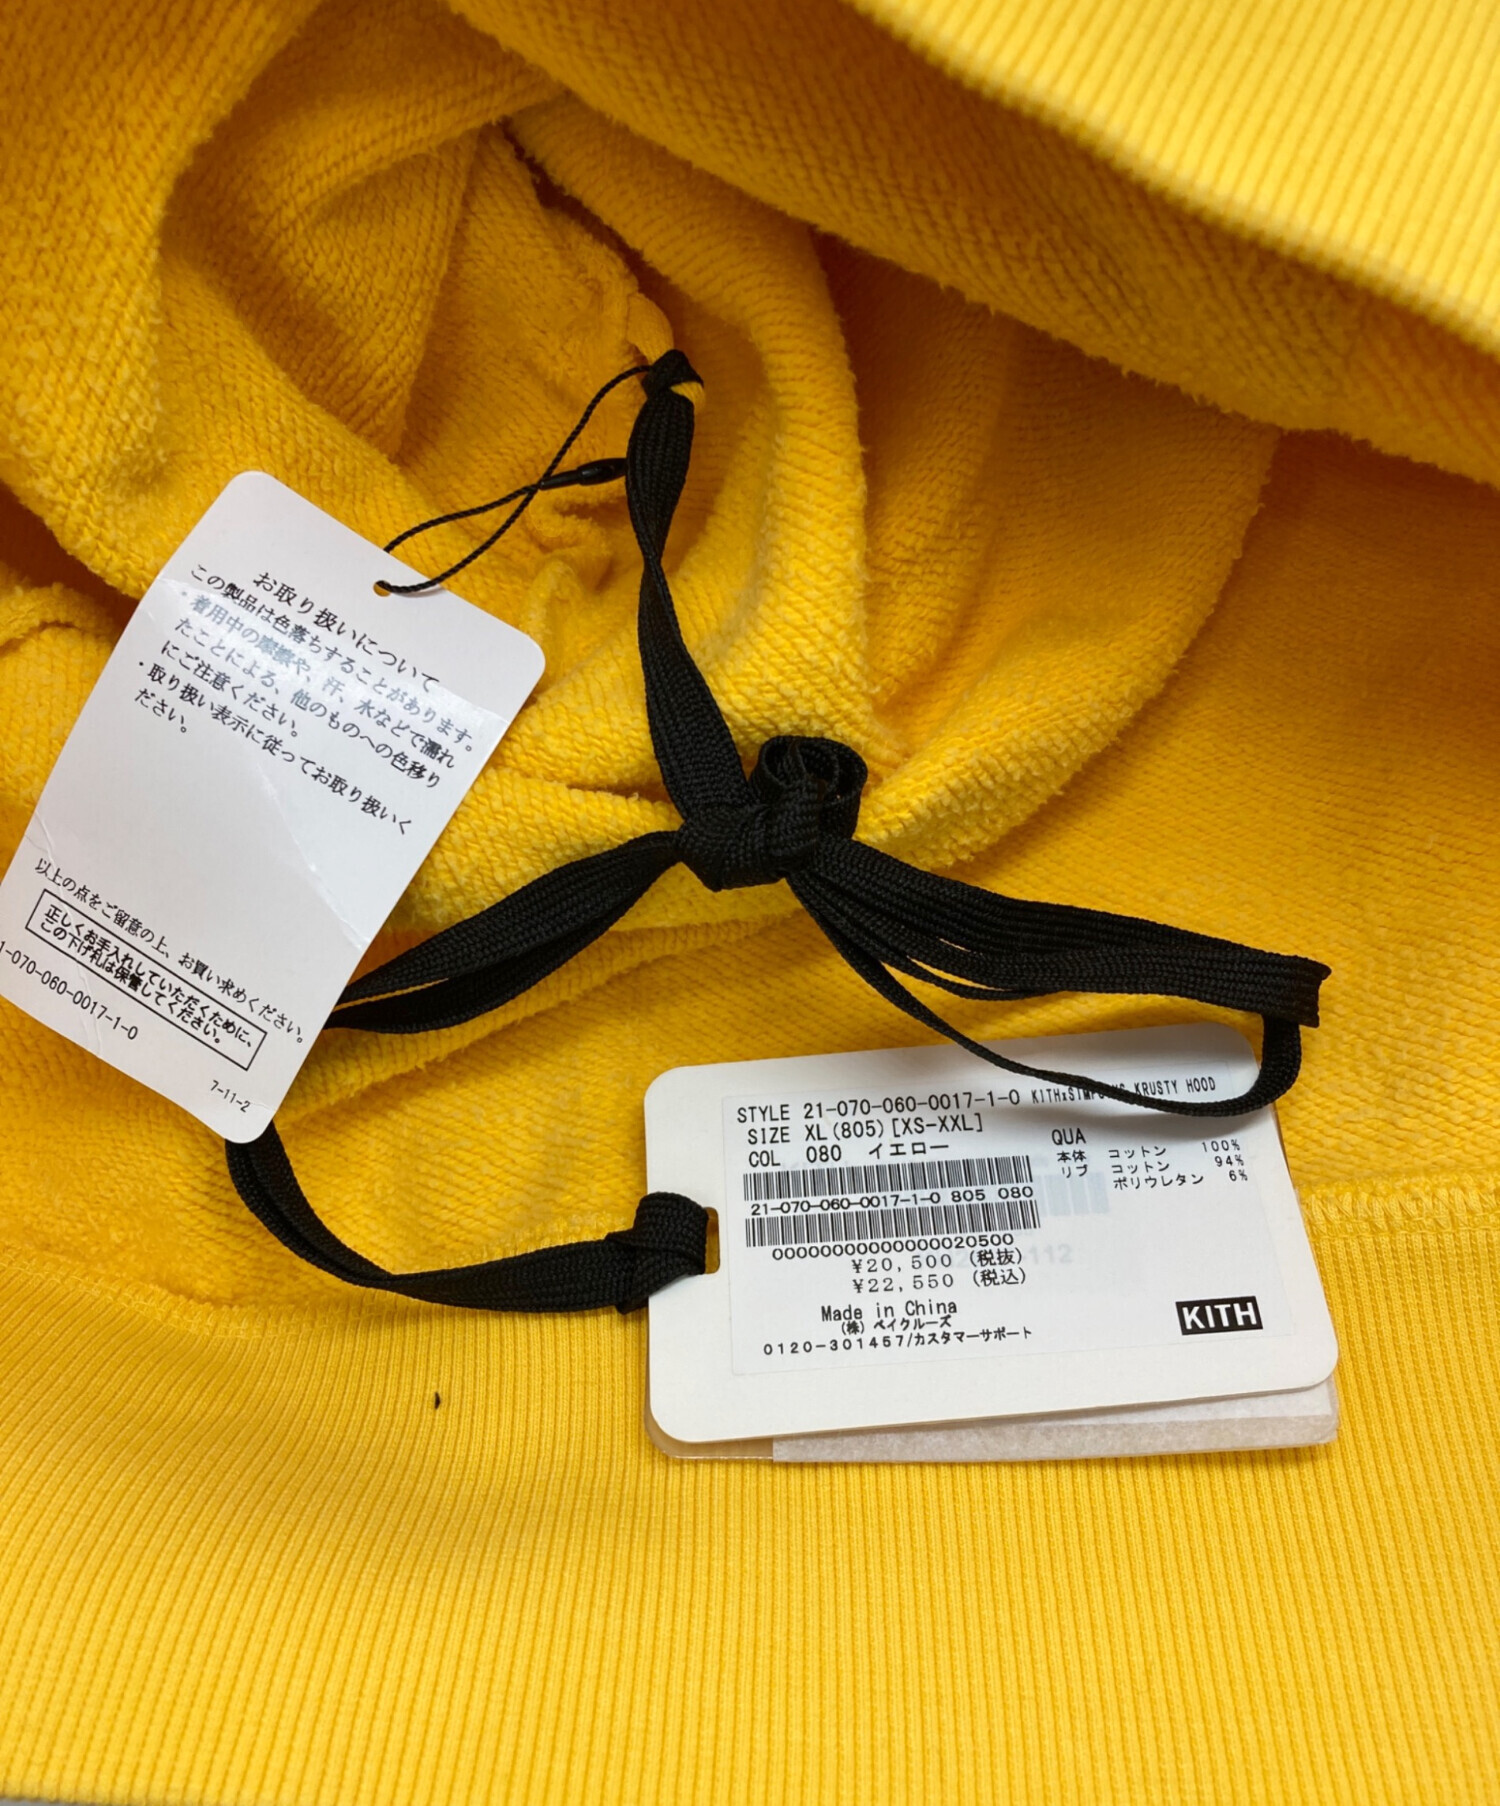 お取り扱いについて
この製品は色落ちすることがあります。
・着用中の摩擦や、汗、水などで濡れ
たことによる、他のものへの色移り
にご注意ください。
・取り扱い表示に従ってお取り扱いく
ださい。
以上の点をご留意の上、お買い求めください。
正しくお手入れしていただくために、
この下げ札は保管してください。
1-070-060-0017-1-0
7-11-2
STYLE 21-070-060-0017-1-0 KITHxSIMPSONS KRUSTY HOOD
SIZE XL(805)[XS-XXL]
COL 080 イエロー
QUA
本体 コットン 100%
リブ コットン 94%
ポリウレタン 6%
21-070-060-0017-1-0 805 080
00000000000000020500
¥20,500 (税抜)
¥22,550 (税込)
Made in China
(株) ベイクルーズ
0120-301457/カスタマーサポート
KITH